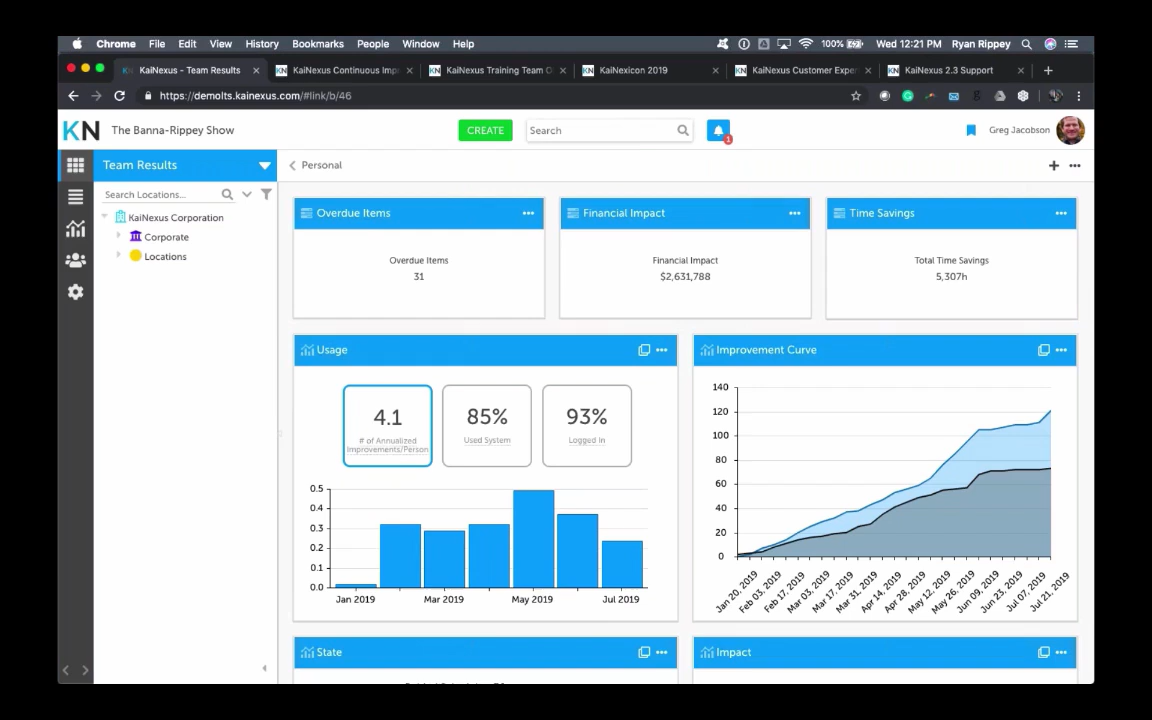 Chrome File Edit View History Bookmarks People Window Help 100% Wed 12:21 PM Ryan Rippey
KaiNexus - Team Results KaiNexus Continuous Imp KaiNexus Training Team KaiNexicon 2019 KaiNexus Customer Exper KaiNexus 2.3 Support
https://demolts.kainexus.com/#link/b/46
KN The Banna-Rippey Show CREATE Search 1 Greg Jacobson
Team Results
Personal
Search Locations...
KaiNexus Corporation
Corporate
Locations
Overdue Items
Overdue Items
31
Financial Impact
Financial Impact
$2,631,788
Time Savings
Total Time Savings
5,307h
Usage
4.1
# of Annualized
Improvements/Person
85%
Used System
93%
Logged In
0.5
0.4
0.3
0.2
0.1
0.0
Jan 2019 Mar 2019 May 2019 Jul 2019
Improvement Curve
140
120
100
80
60
40
20
0
Jan 20, 2019 Feb 03, 2019 Feb 17, 2019 Mar 03, 2019 Mar 17, 2019 Mar 31, 2019 Apr 14, 2019 Apr 28, 2019 May 12, 2019 May 26, 2019 Jun 09, 2019 Jun 23, 2019 Jul 07, 2019 Jul 21, 2019
State
Impact